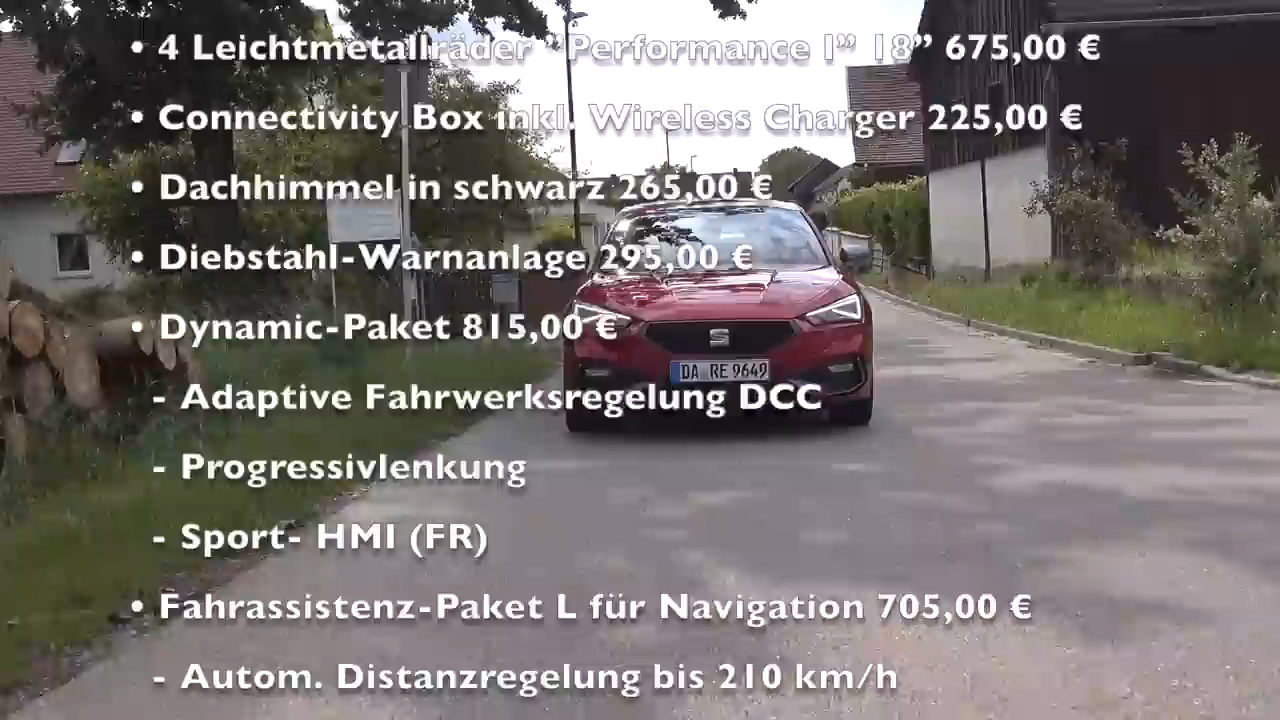 • 4 Leichtmetallräder ”Performance I” 18” 675,00 €
• Connectivity Box inkl. Wireless Charger 225,00 €
• Dachhimmel in schwarz 265,00 €
• Diebstahl-Warnanlage 295,00 €
• Dynamic-Paket 815,00 €
DA RE 9649
- Adaptive Fahrwerksregelung DCC
- Progressivlenkung
- Sport- HMI (FR)
• Fahrassistenz-Paket L für Navigation 705,00 €
- Autom. Distanzregelung bis 210 km/h